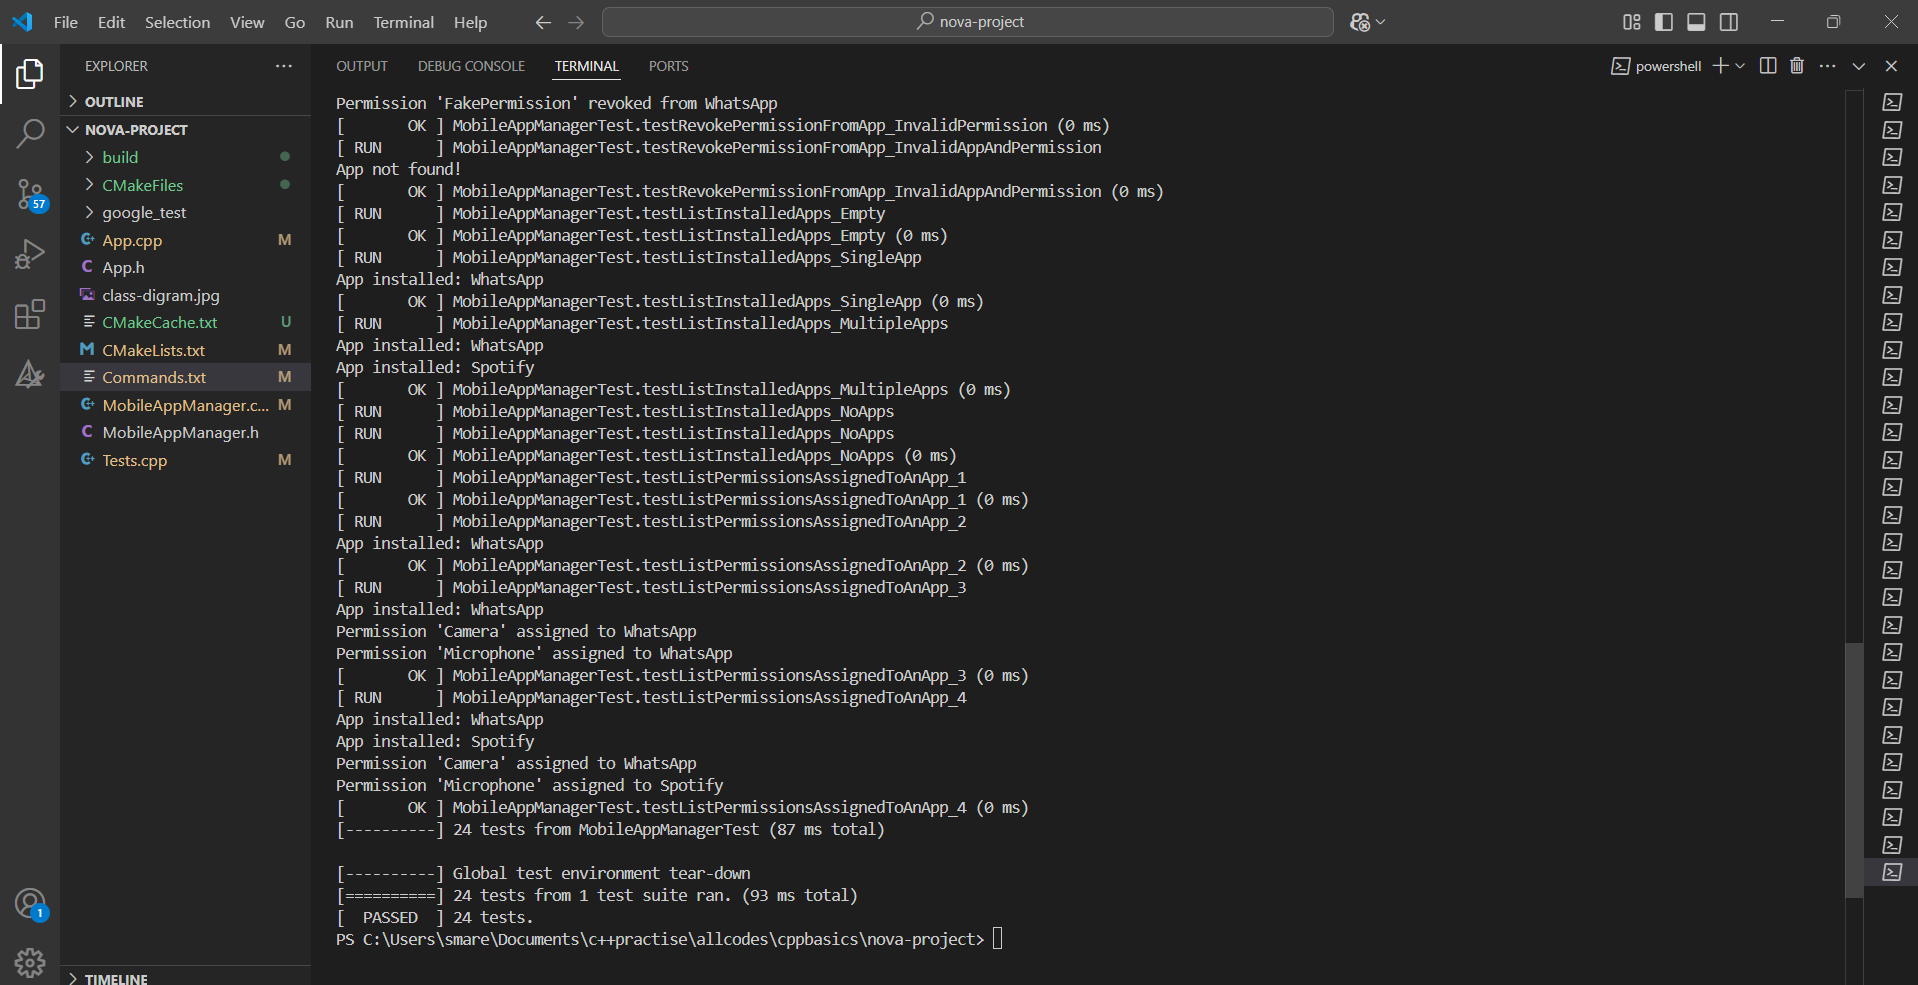 File Edit Selection View Go Run Terminal Help nova-project
EXPLORER
OUTLINE
NOVA-PROJECT
build
CMakeFiles
google_test
App.cpp M
App.h
class-digram.jpg
CMakeCache.txt U
CMakeLists.txt M
Commands.txt M
MobileAppManager.c... M
MobileAppManager.h
Tests.cpp M
TIMELINE
57
1
OUTPUT DEBUG CONSOLE TERMINAL PORTS powershell
Permission 'FakePermission' revoked from WhatsApp
[       OK ] MobileAppManagerTest.testRevokePermissionFromApp_InvalidPermission (0 ms)
[ RUN      ] MobileAppManagerTest.testRevokePermissionFromApp_InvalidAppAndPermission
App not found!
[       OK ] MobileAppManagerTest.testRevokePermissionFromApp_InvalidAppAndPermission (0 ms)
[ RUN      ] MobileAppManagerTest.testListInstalledApps_Empty
[       OK ] MobileAppManagerTest.testListInstalledApps_Empty (0 ms)
[ RUN      ] MobileAppManagerTest.testListInstalledApps_SingleApp
App installed: WhatsApp
[       OK ] MobileAppManagerTest.testListInstalledApps_SingleApp (0 ms)
[ RUN      ] MobileAppManagerTest.testListInstalledApps_MultipleApps
App installed: WhatsApp
App installed: Spotify
[       OK ] MobileAppManagerTest.testListInstalledApps_MultipleApps (0 ms)
[ RUN      ] MobileAppManagerTest.testListInstalledApps_NoApps
[ RUN      ] MobileAppManagerTest.testListInstalledApps_NoApps
[       OK ] MobileAppManagerTest.testListInstalledApps_NoApps (0 ms)
[ RUN      ] MobileAppManagerTest.testListPermissionsAssignedToAnApp_1
[       OK ] MobileAppManagerTest.testListPermissionsAssignedToAnApp_1 (0 ms)
[ RUN      ] MobileAppManagerTest.testListPermissionsAssignedToAnApp_2
App installed: WhatsApp
[       OK ] MobileAppManagerTest.testListPermissionsAssignedToAnApp_2 (0 ms)
[ RUN      ] MobileAppManagerTest.testListPermissionsAssignedToAnApp_3
App installed: WhatsApp
Permission 'Camera' assigned to WhatsApp
Permission 'Microphone' assigned to WhatsApp
[       OK ] MobileAppManagerTest.testListPermissionsAssignedToAnApp_3 (0 ms)
[ RUN      ] MobileAppManagerTest.testListPermissionsAssignedToAnApp_4
App installed: WhatsApp
App installed: Spotify
Permission 'Camera' assigned to WhatsApp
Permission 'Microphone' assigned to Spotify
[       OK ] MobileAppManagerTest.testListPermissionsAssignedToAnApp_4 (0 ms)
[----------] 24 tests from MobileAppManagerTest (87 ms total)
[----------] Global test environment tear-down
[==========] 24 tests from 1 test suite ran. (93 ms total)
[  PASSED  ] 24 tests.
PS C:\Users\smare\Documents\c++practise\allcodes\cppbasics\nova-project>